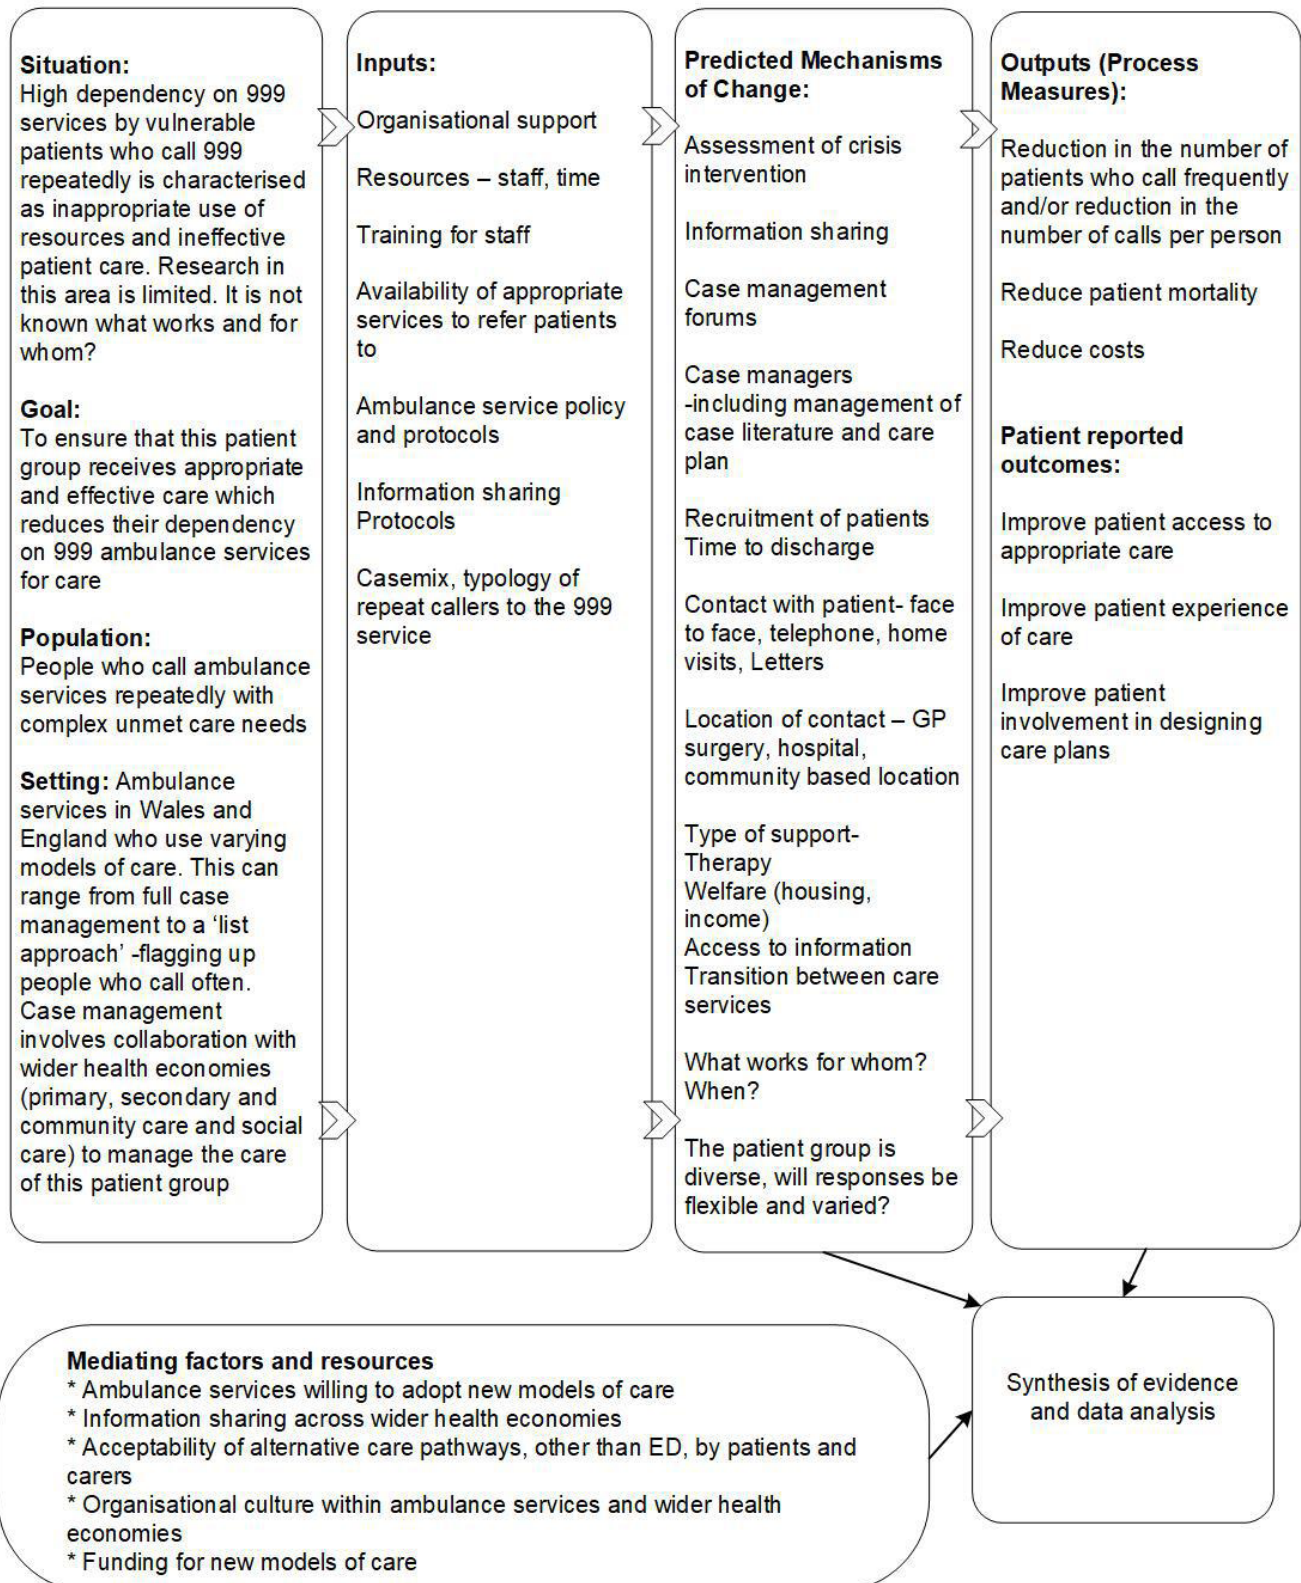 Situation:
High dependency on 999
services by vulnerable
patients who call 999
repeatedly is characterised
as inappropriate use of
resources and ineffective
patient care. Research in
this area is limited. It is not
known what works and for
whom?
Goal:
To ensure that this patient
group receives appropriate
and effective care which
reduces their dependency
on 999 ambulance services
for care
Population:
People who call ambulance
services repeatedly with
complex unmet care needs
Setting: Ambulance
services in Wales and
England who use varying
models of care. This can
range from full case
management to a ‘list
approach’ -flagging up
people who call often.
Case management
involves collaboration with
wider health economies
(primary, secondary and
community care and social
care) to manage the care
of this patient group
Inputs:
Organisational support
Resources – staff, time
Training for staff
Availability of appropriate
services to refer patients
to
Ambulance service policy
and protocols
Information sharing
Protocols
Casemix, typology of
repeat callers to the 999
service
Predicted Mechanisms
of Change:
Assessment of crisis
intervention
Information sharing
Case management
forums
Case managers
-including management of
case literature and care
plan
Recruitment of patients
Time to discharge
Contact with patient- face
to face, telephone, home
visits, Letters
Location of contact – GP
surgery, hospital,
community based location
Type of support-
Therapy
Welfare (housing,
income)
Access to information
Transition between care
services
What works for whom?
When?
The patient group is
diverse, will responses be
flexible and varied?
Outputs (Process
Measures):
Reduction in the number of
patients who call frequently
and/or reduction in the
number of calls per person
Reduce patient mortality
Reduce costs
Patient reported
outcomes:
Improve patient access to
appropriate care
Improve patient experience
of care
Improve patient
involvement in designing
care plans
Mediating factors and resources
* Ambulance services willing to adopt new models of care
* Information sharing across wider health economies
* Acceptability of alternative care pathways, other than ED, by patients and
carers
* Organisational culture within ambulance services and wider health
economies
* Funding for new models of care
Synthesis of evidence
and data analysis